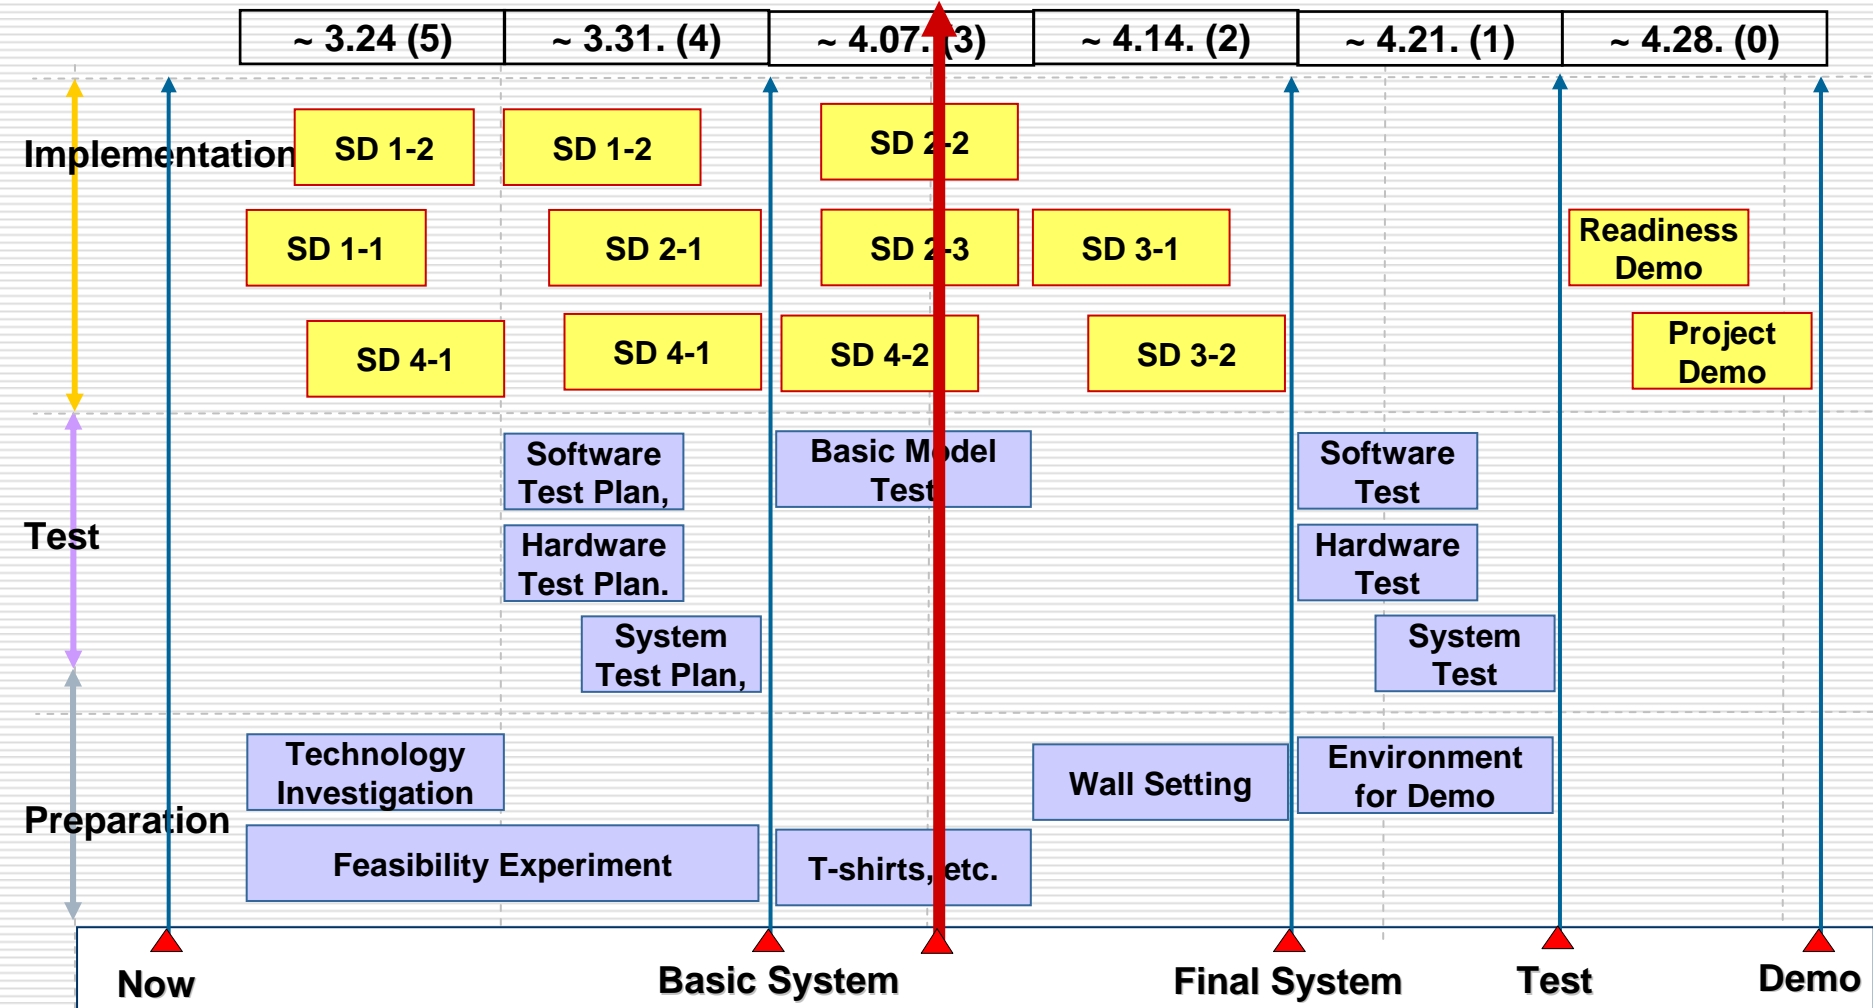 ~ 3.24 (5)
~ 3.31. (4)
~ 4.07. (3)
~ 4.14. (2)
~ 4.21. (1)
~ 4.28. (0)
Implementation
SD 1-2
SD 1-2
SD 2-2
SD 1-1
SD 2-1
SD 2-3
SD 3-1
Readiness
Demo
SD 4-1
SD 4-1
SD 4-2
SD 3-2
Project
Demo
Test
Software
Test Plan,
Basic Model
Test
Software
Test
Hardware
Test Plan.
Hardware
Test
System
Test Plan,
System
Test
Preparation
Technology
Investigation
Wall Setting
Environment
for Demo
Feasibility Experiment
T-shirts, etc.
Now
Basic System
Final System
Test
Demo